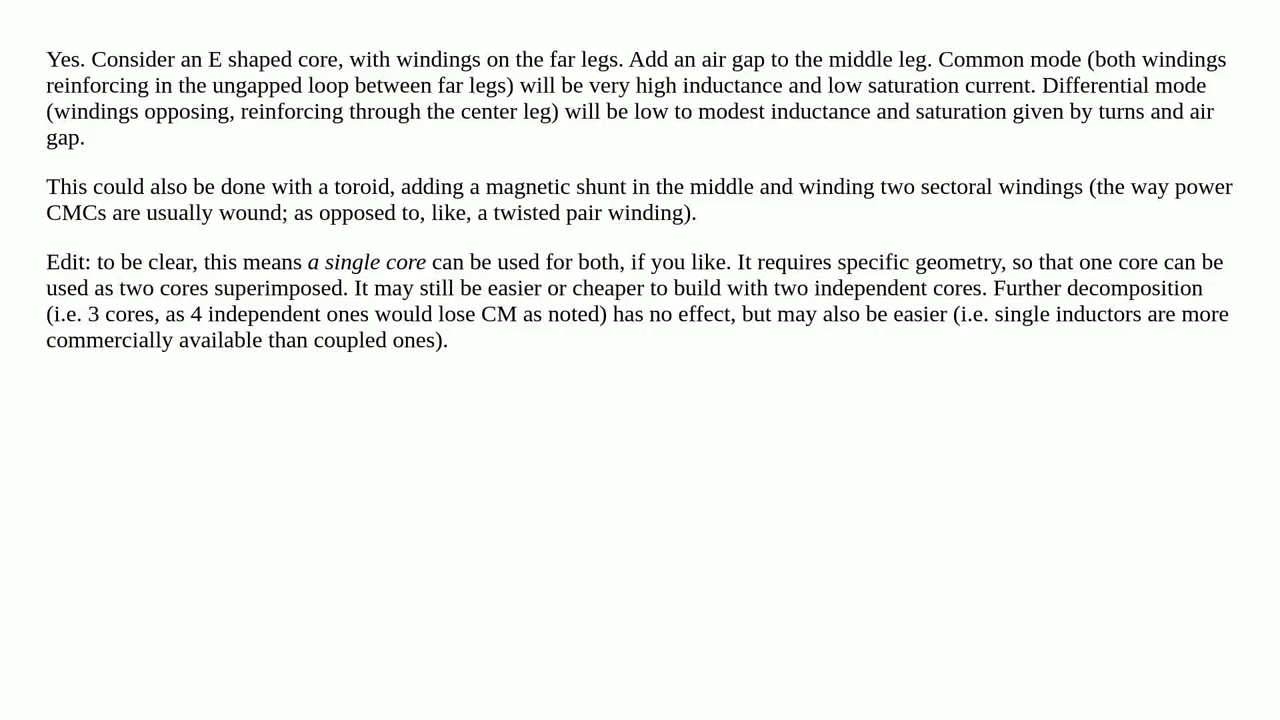 Yes. Consider an E shaped core, with windings on the far legs. Add an air gap to the middle leg. Common mode (both windings
reinforcing in the ungapped loop between far legs) will be very high inductance and low saturation current. Differential mode
(windings opposing, reinforcing through the center leg) will be low to modest inductance and saturation given by turns and air
gap.
This could also be done with a toroid, adding a magnetic shunt in the middle and winding two sectoral windings (the way power
CMCs are usually wound; as opposed to, like, a twisted pair winding).
Edit: to be clear, this means a single core can be used for both, if you like. It requires specific geometry, so that one core can be
used as two cores superimposed. It may still be easier or cheaper to build with two independent cores. Further decomposition
(i.e. 3 cores, as 4 independent ones would lose CM as noted) has no effect, but may also be easier (i.e. single inductors are more
commercially available than coupled ones).